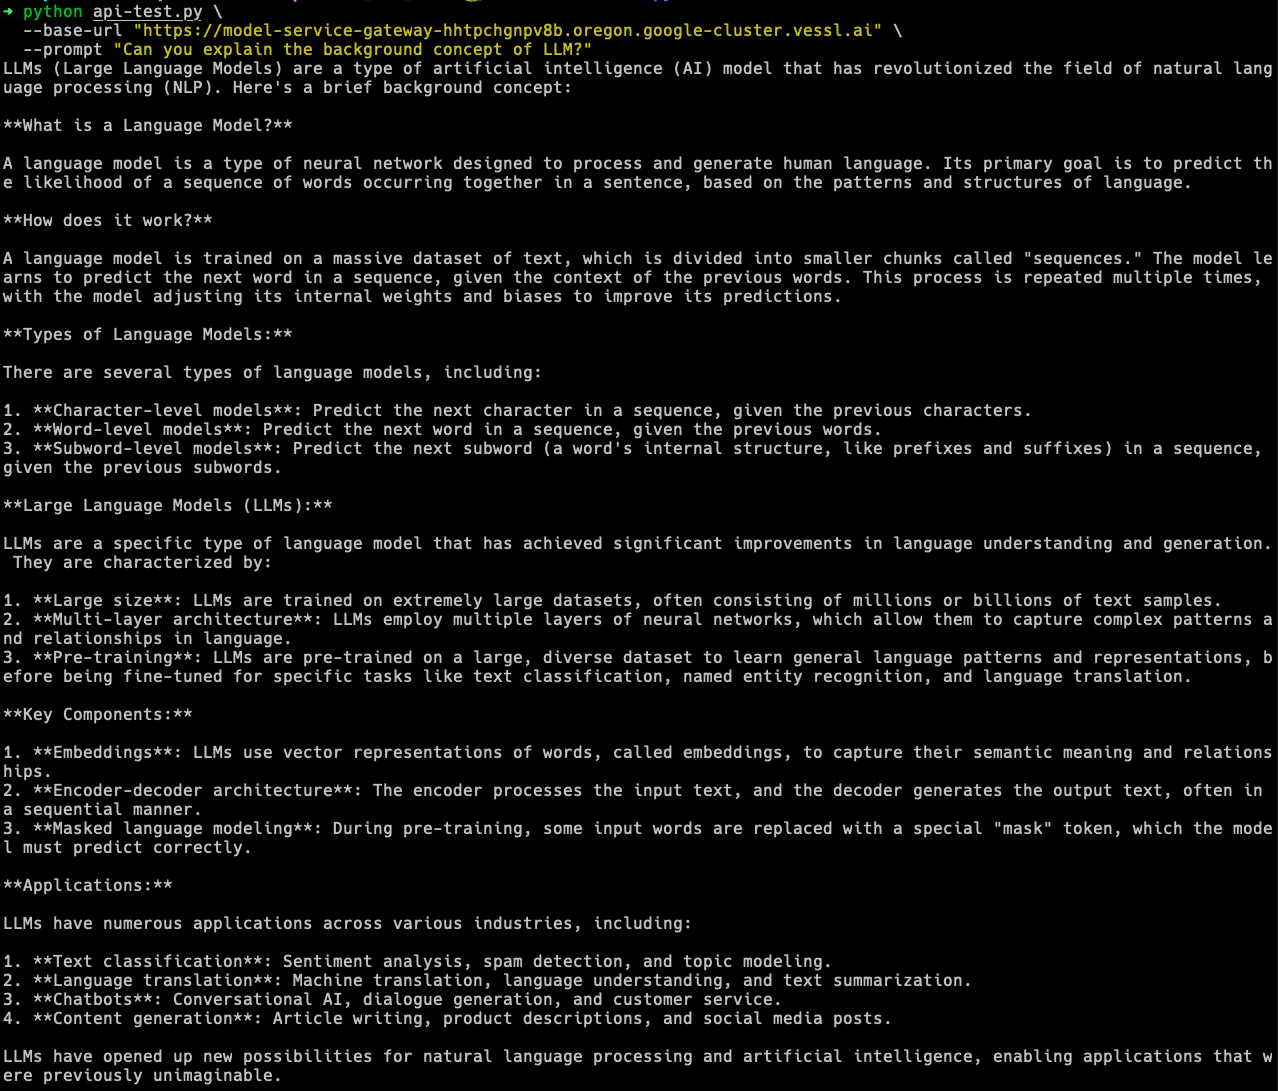 ➜ python api-test.py \
--base-url "https://model-service-gateway-hhtpchgnpv8b.oregon.google-cluster.vessl.ai" \
--prompt "Can you explain the background concept of LLM?"
LLMs (Large Language Models) are a type of artificial intelligence (AI) model that has revolutionized the field of natural lang
uage processing (NLP). Here's a brief background concept:
**What is a Language Model?**
A language model is a type of neural network designed to process and generate human language. Its primary goal is to predict th
e likelihood of a sequence of words occurring together in a sentence, based on the patterns and structures of language.
**How does it work?**
A language model is trained on a massive dataset of text, which is divided into smaller chunks called "sequences." The model le
arns to predict the next word in a sequence, given the context of the previous words. This process is repeated multiple times,
with the model adjusting its internal weights and biases to improve its predictions.
**Types of Language Models:**
There are several types of language models, including:
1. **Character-level models**: Predict the next character in a sequence, given the previous characters.
2. **Word-level models**: Predict the next word in a sequence, given the previous words.
3. **Subword-level models**: Predict the next subword (a word's internal structure, like prefixes and suffixes) in a sequence,
given the previous subwords.
**Large Language Models (LLMs):**
LLMs are a specific type of language model that has achieved significant improvements in language understanding and generation.
They are characterized by:
1. **Large size**: LLMs are trained on extremely large datasets, often consisting of millions or billions of text samples.
2. **Multi-layer architecture**: LLMs employ multiple layers of neural networks, which allow them to capture complex patterns a
nd relationships in language.
3. **Pre-training**: LLMs are pre-trained on a large, diverse dataset to learn general language patterns and representations, b
efore being fine-tuned for specific tasks like text classification, named entity recognition, and language translation.
**Key Components:**
1. **Embeddings**: LLMs use vector representations of words, called embeddings, to capture their semantic meaning and relations
hips.
2. **Encoder-decoder architecture**: The encoder processes the input text, and the decoder generates the output text, often in
a sequential manner.
3. **Masked language modeling**: During pre-training, some input words are replaced with a special "mask" token, which the mode
l must predict correctly.
**Applications:**
LLMs have numerous applications across various industries, including:
1. **Text classification**: Sentiment analysis, spam detection, and topic modeling.
2. **Language translation**: Machine translation, language understanding, and text summarization.
3. **Chatbots**: Conversational AI, dialogue generation, and customer service.
4. **Content generation**: Article writing, product descriptions, and social media posts.
LLMs have opened up new possibilities for natural language processing and artificial intelligence, enabling applications that w
ere previously unimaginable.